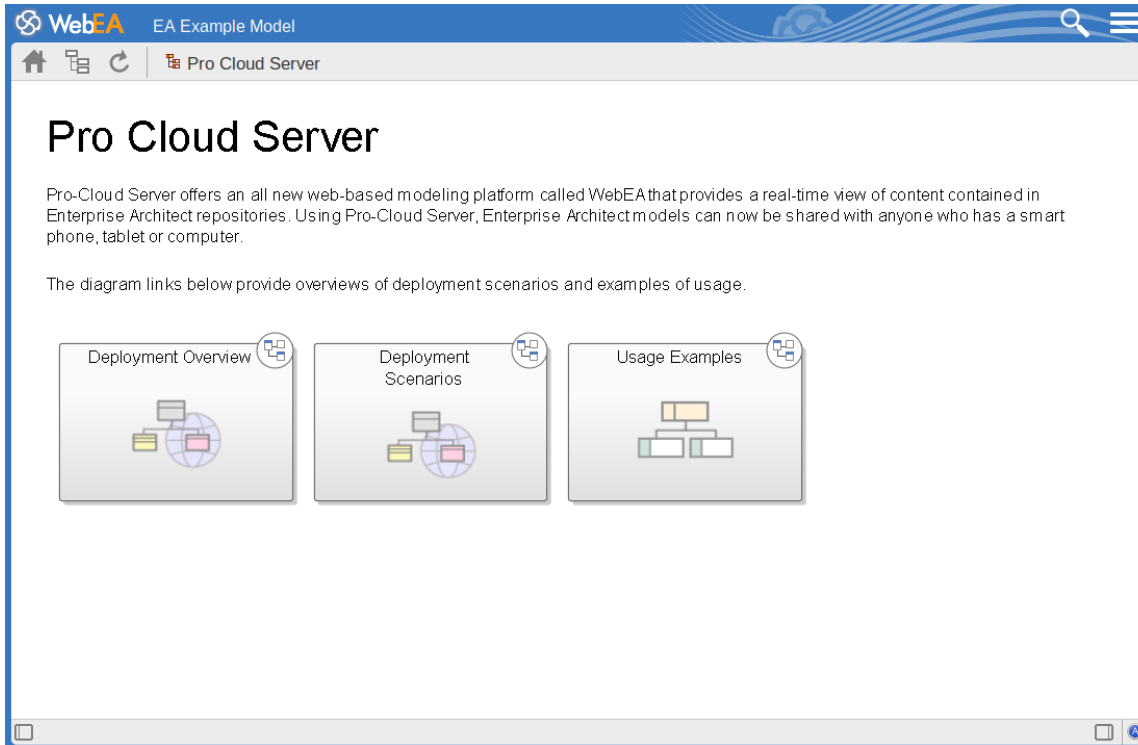 WebEA EA Example Model
Pro Cloud Server
Pro Cloud Server
Pro-Cloud Server offers an all new web-based modeling platform called WebEA that provides a real-time view of content contained in
Enterprise Architect repositories. Using Pro-Cloud Server, Enterprise Architect models can now be shared with anyone who has a smart
phone, tablet or computer.
The diagram links below provide overviews of deployment scenarios and examples of usage.
Deployment Overview
Deployment
Scenarios
Usage Examples